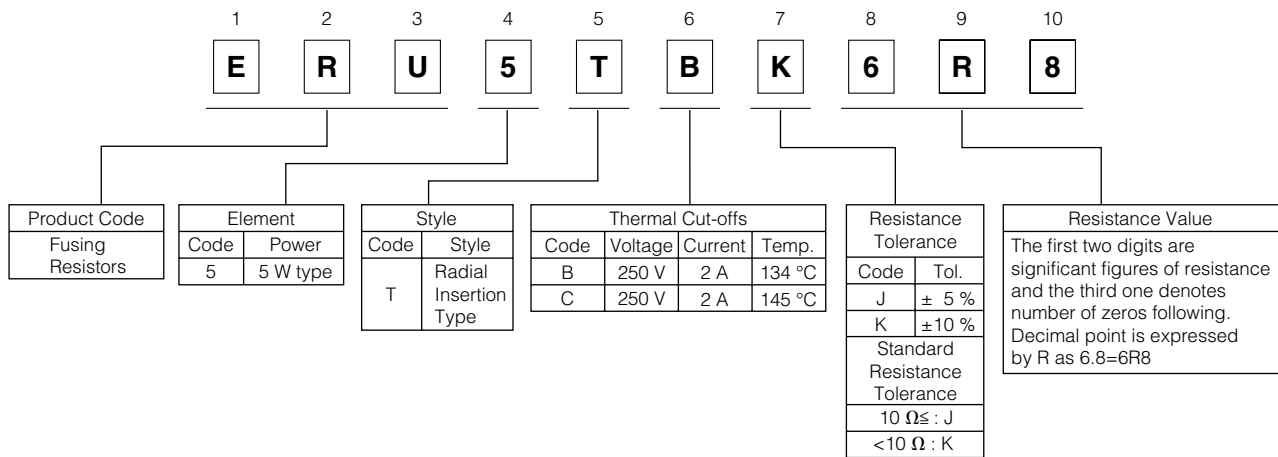 1 2 3 4 5 6 7 8 9 10
E R U 5 T B K 6 R 8
Product Code
Fusing
Resistors
Element
Code Power
5 5 W type
Style
Code Style
T Radial
Insertion
Type
Thermal Cut-offs
Code Voltage Current Temp.
B 250 V 2 A 134 °C
C 250 V 2 A 145 °C
Resistance
Tolerance
Code Tol.
J ± 5 %
K ±10 %
Standard
Resistance
Tolerance
10 Ω≦ : J
<10 Ω : K
Resistance Value
The first two digits are
significant figures of resistance
and the third one denotes
number of zeros following.
Decimal point is expressed
by R as 6.8=6R8